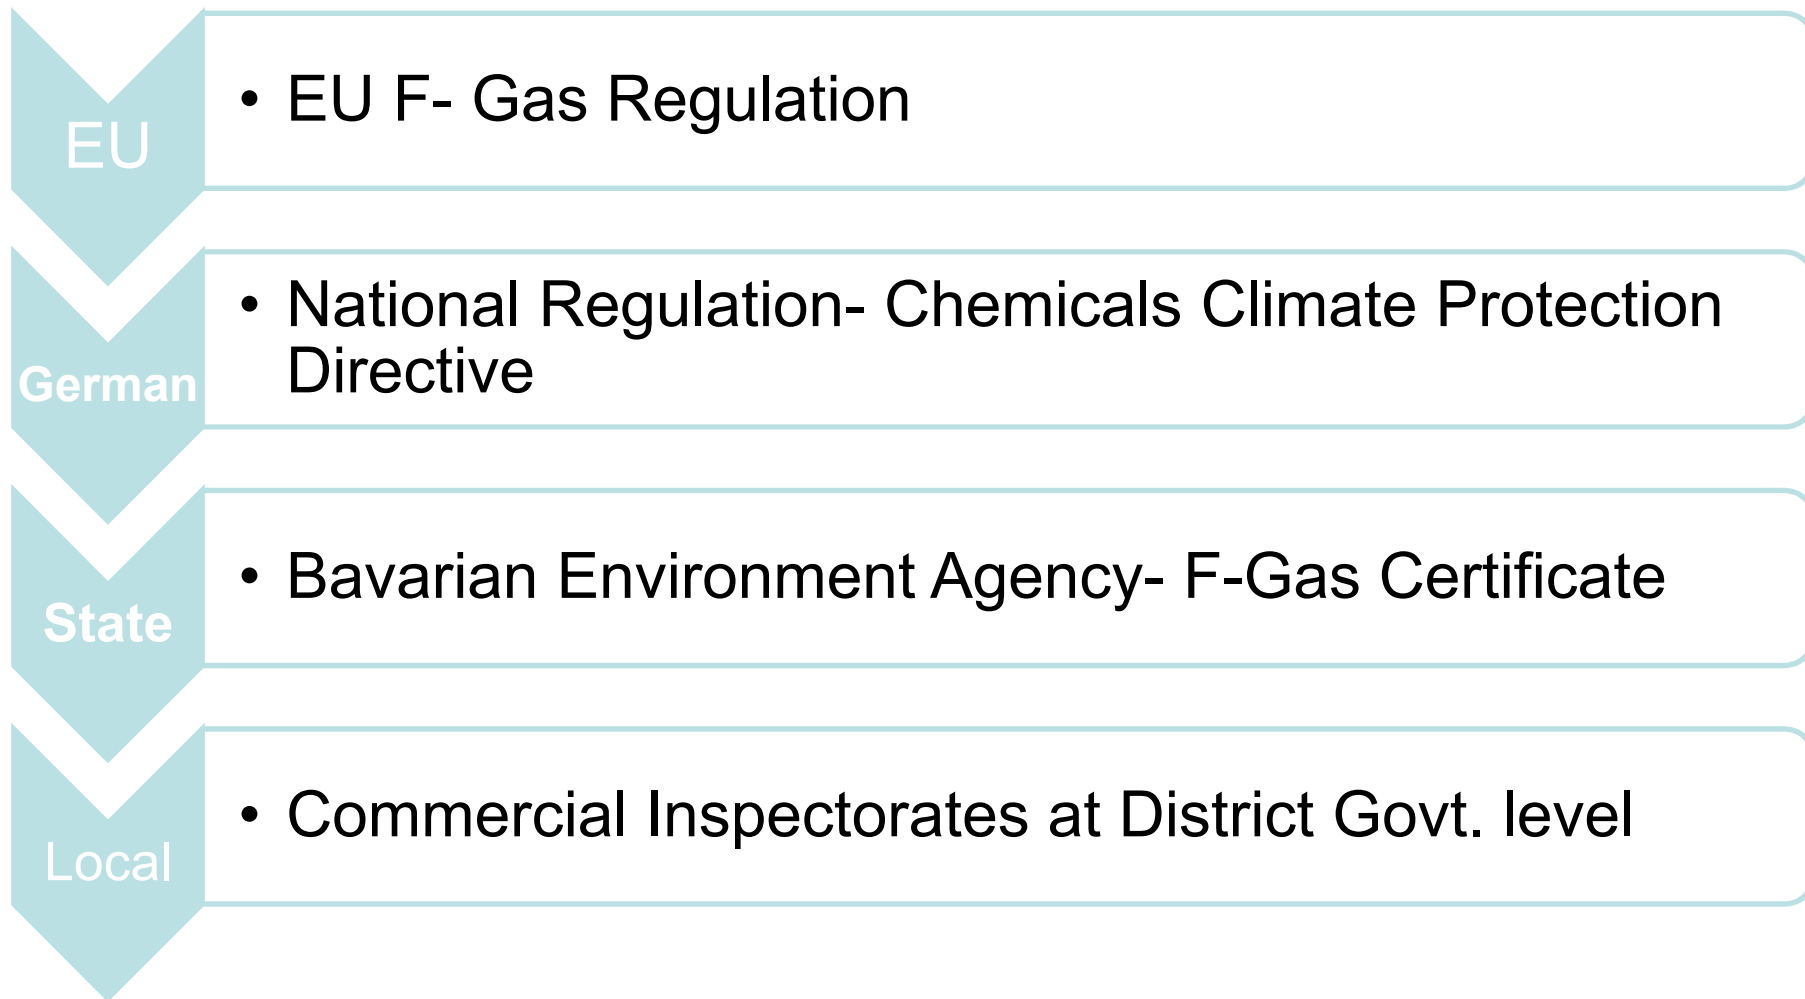 EU
• EU F- Gas Regulation
German
• National Regulation- Chemicals Climate Protection
Directive
State
• Bavarian Environment Agency- F-Gas Certificate
Local
• Commercial Inspectorates at District Govt. level